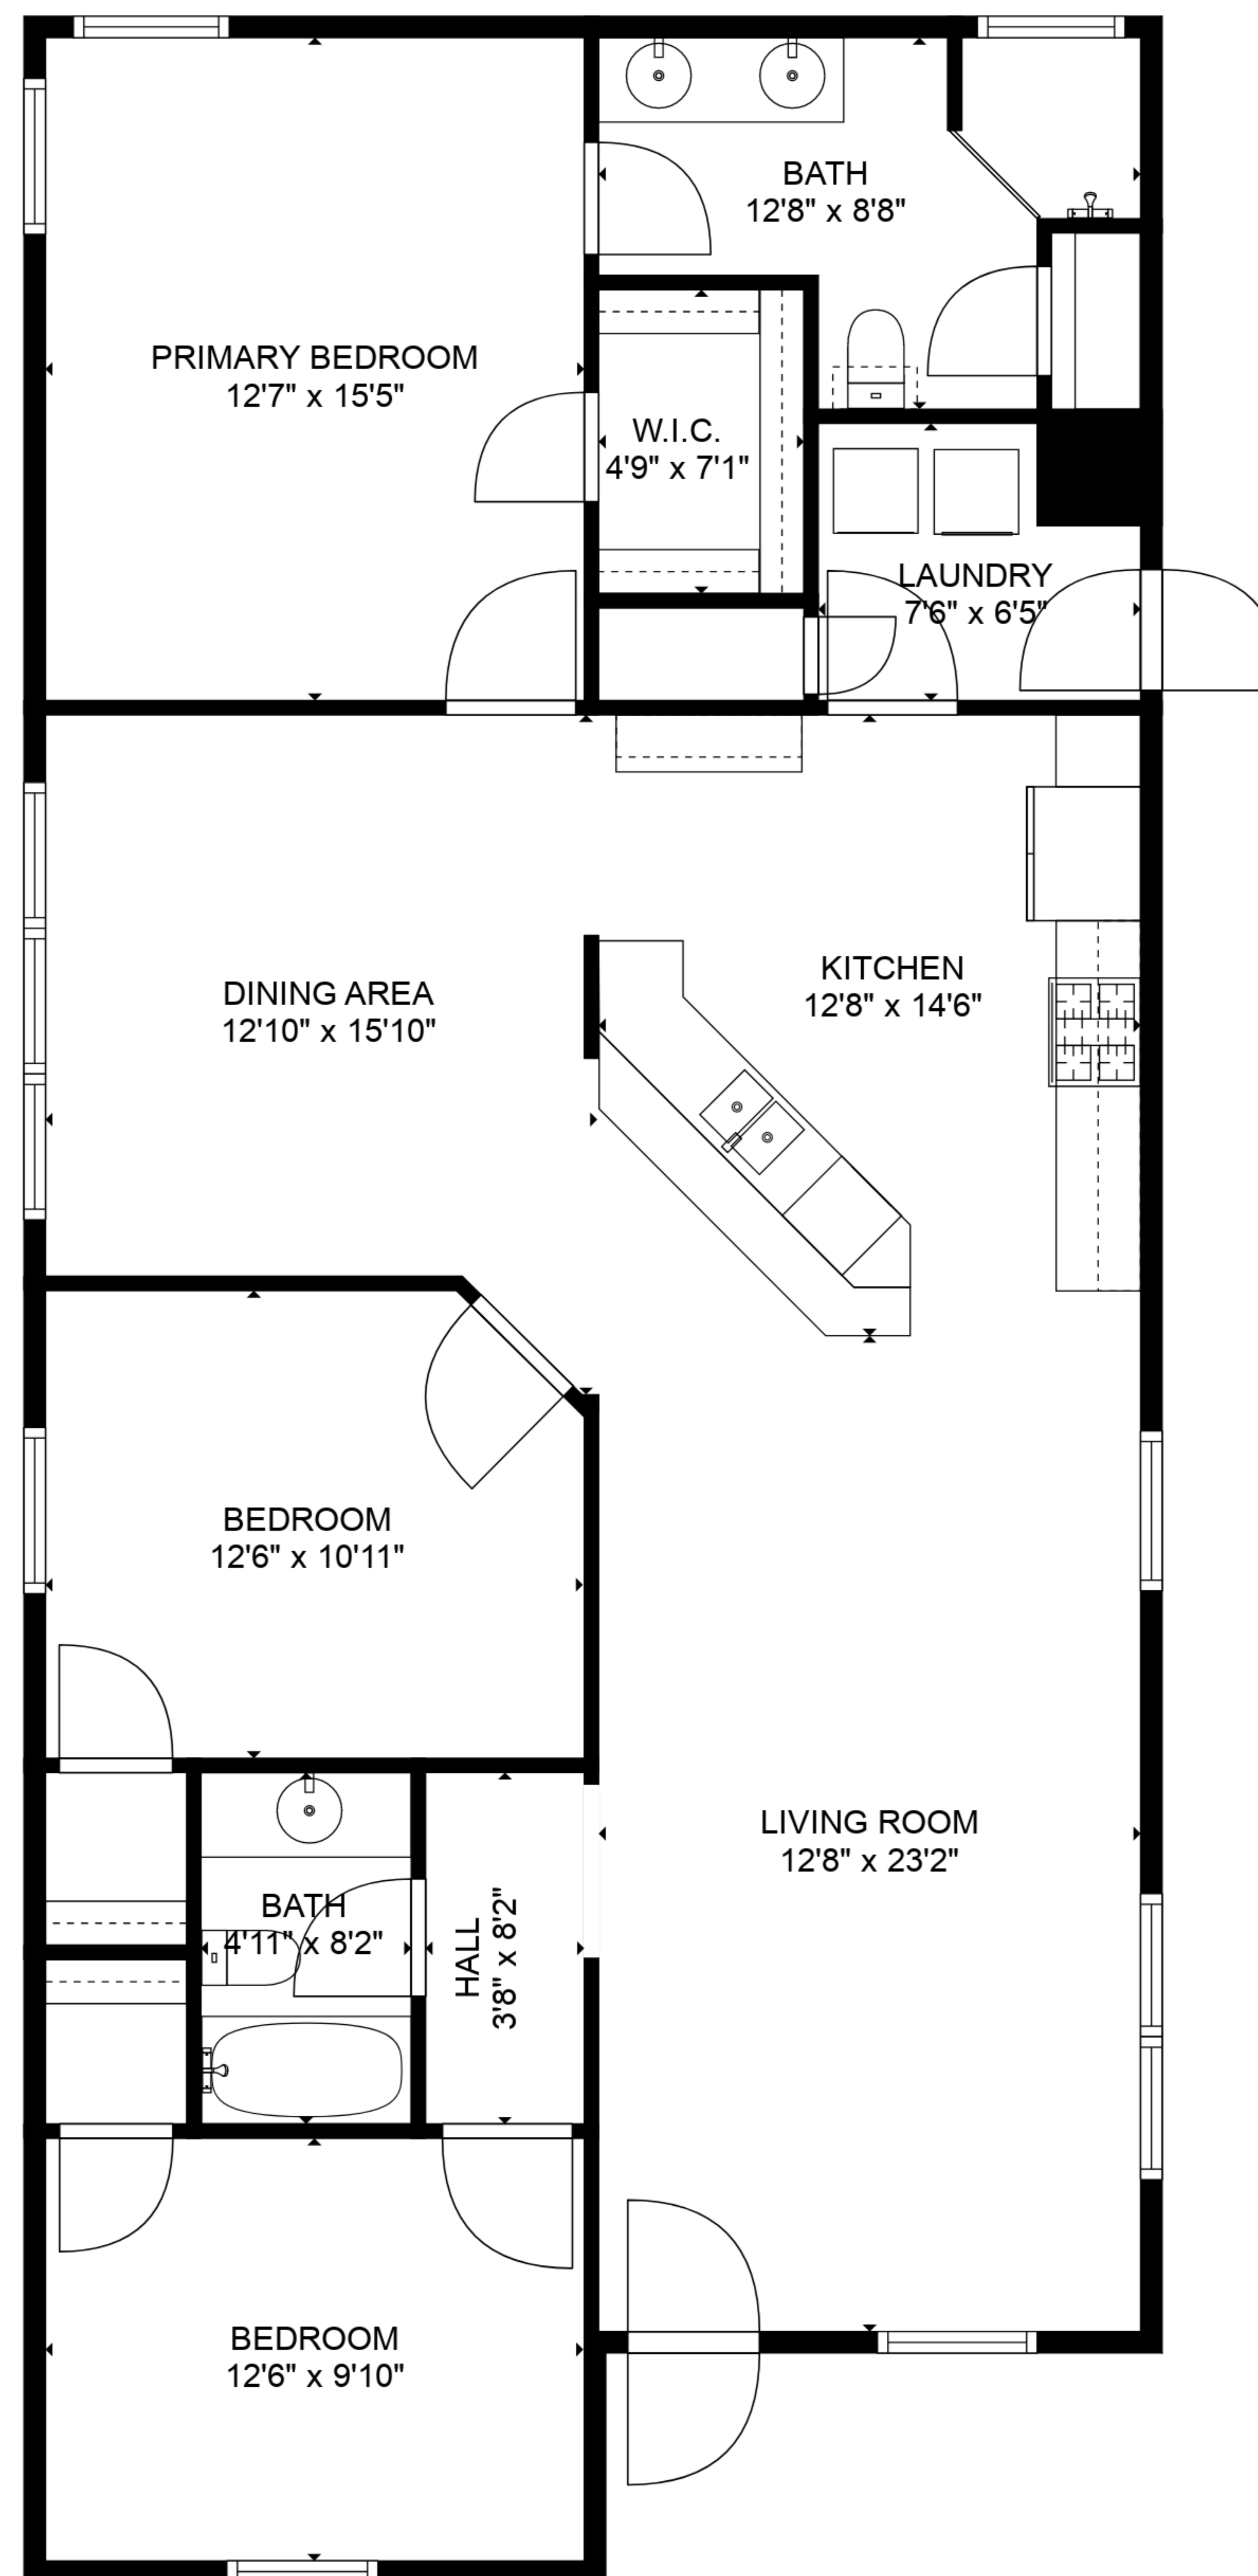 BATH
12'8" x 8'8"
PRIMARY BEDROOM
12'7" x 15'5"
W.I.C.
4'9" x 7'1"
LAUNDRY
7'6" x 6'5"
KITCHEN
12'8" x 14'6"
DINING AREA
12'10" x 15'10"
BEDROOM
12'6" x 10'11"
LIVING ROOM
12'8" x 23'2"
BATH
4'11" x 8'2"
HALL
3'8" x 8'2"
BEDROOM
12'6" x 9'10"